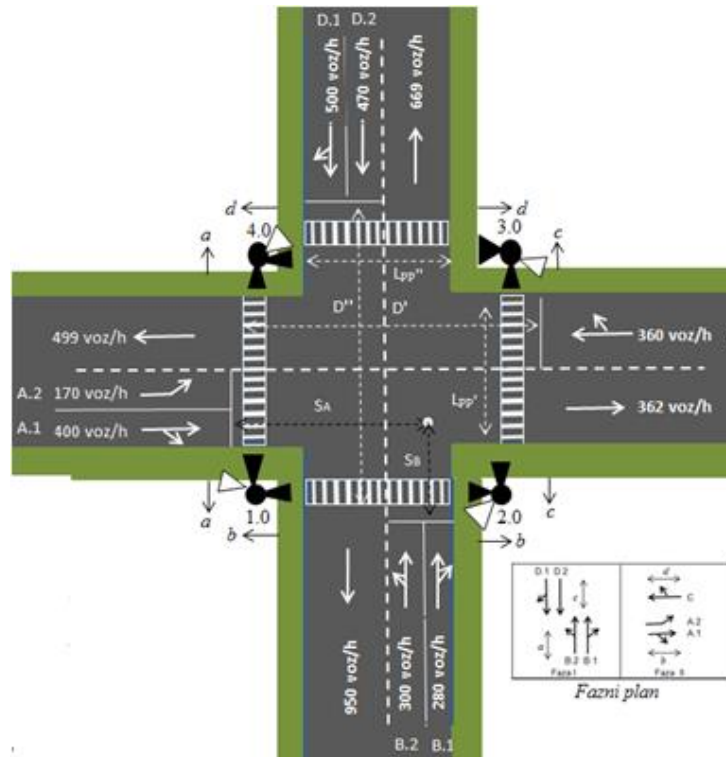 D.1 D.2
500 voz/h
470 voz/h
669 voz/h
d
d
a
4.0
3.0
c
Lpp''
D''
D'
499 voz/h
360 voz/h
A.2 170 voz/h
SA
Lpp'
362 voz/h
A.1 400 voz/h
SB
a
1.0
2.0
c
b
b
950 voz/h
300 voz/h
280 voz/h
B.2
B.1
D.1 D.2
c
a
B.2 B.1
Faza I
d
C
A.2
A.1
b
Faza II
Fazni plan